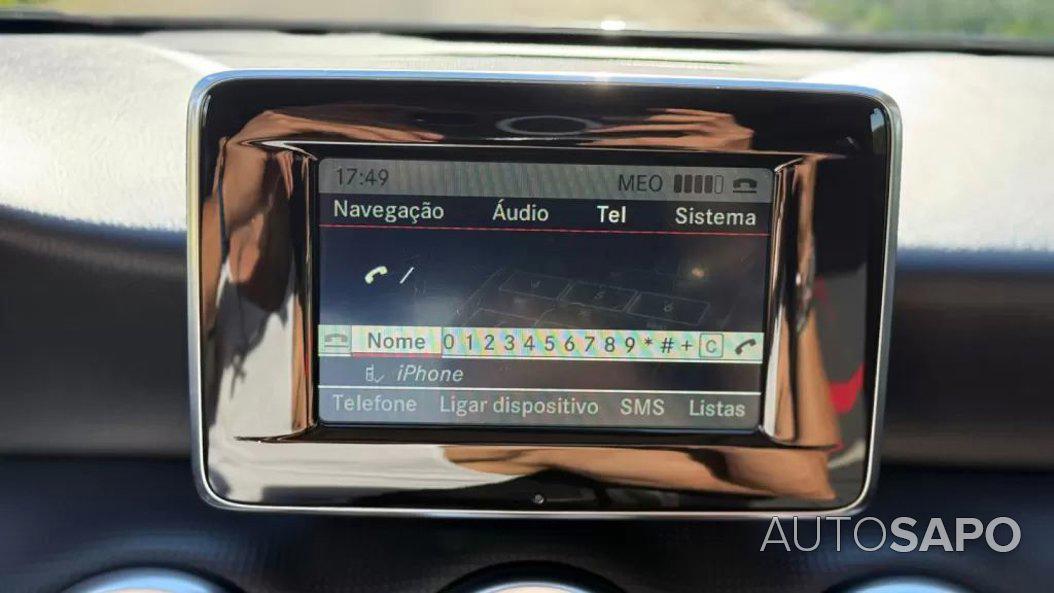 17:49 MEO
Navegação Áudio Tel Sistema
Nome 0 1 2 3 4 5 6 7 8 9 * # + C
iPhone
Telefone Ligar dispositivo SMS Listas
AUTOSAPO